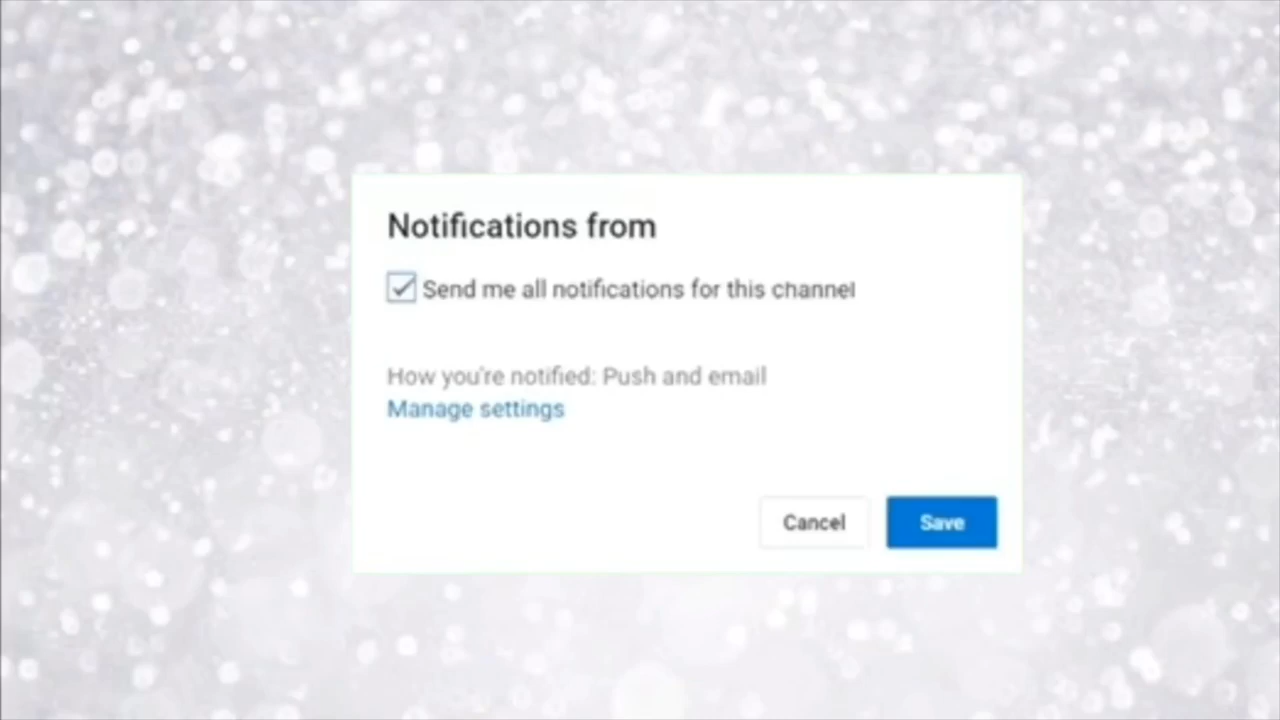 Notifications from
Send me all notifications for this channel
How you're notified: Push and email
Manage settings
Cancel
Save